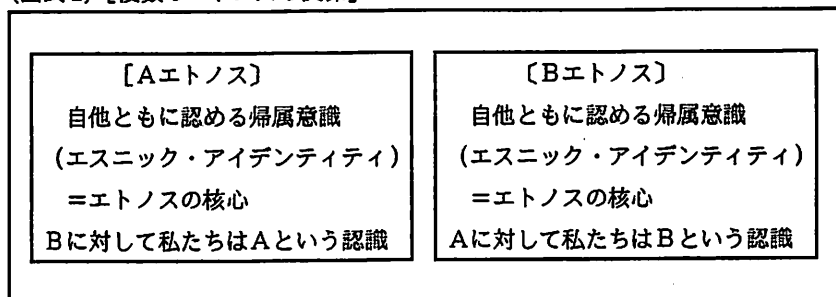 〔Aエトノス〕
自他ともに認める帰属意識
(エスニック・アイデンティティ)
=エトノスの核心
Bに対して私たちはAという認識
〔Bエトノス〕
自他ともに認める帰属意識
(エスニック・アイデンティティ)
=エトノスの核心
Aに対して私たちはBという認識